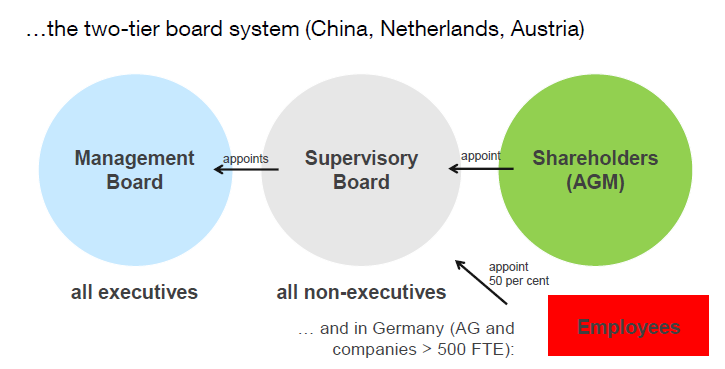 …the two-tier board system (China, Netherlands, Austria)
Management
Board
appoints
Supervisory
Board
appoint
Shareholders
(AGM)
all executives
all non-executives
appoint
50 per cent
… and in Germany (AG and
companies > 500 FTE):
Employees